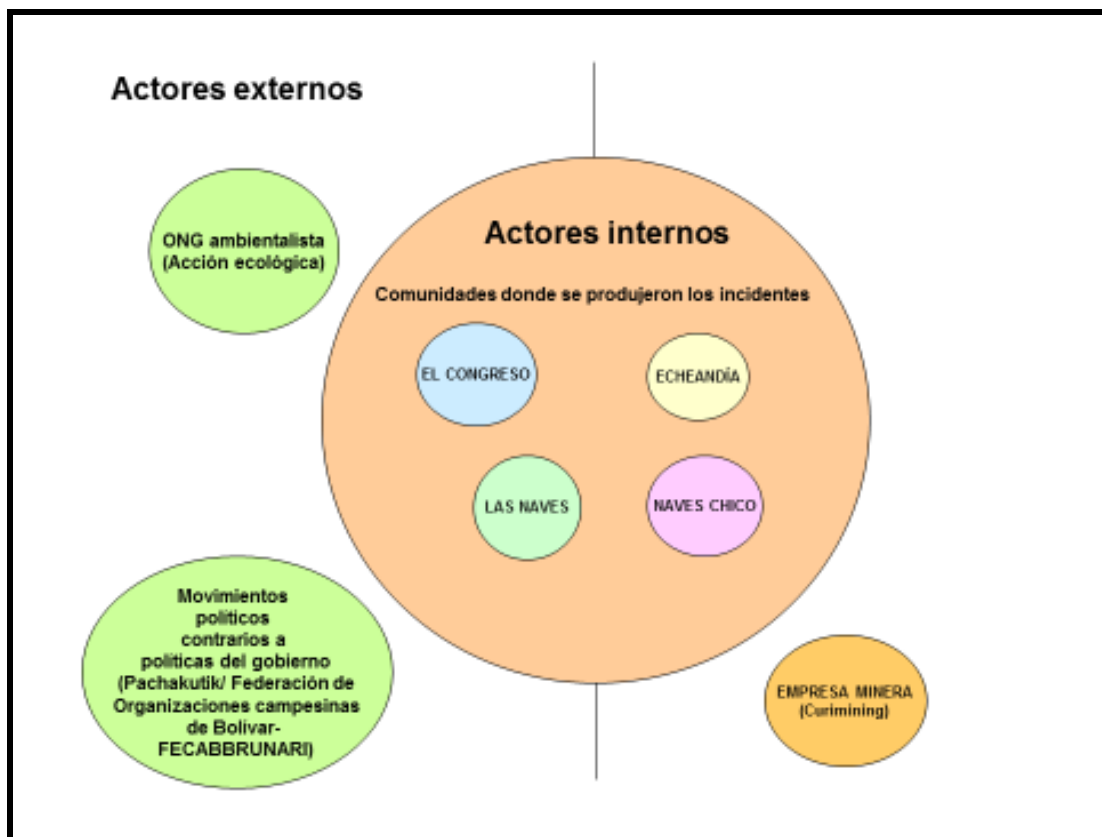 Actores externos
ONG ambientalista
(Acción ecológica)
Actores internos
Comunidades donde se produjeron los incidentes
EL CONGRESO
ECHEANDÍA
LAS NAVES
NAVES CHICO
Movimientos
políticos
contrarios a
políticas del gobierno
(Pachakutik/ Federación de
Organizaciones campesinas
de Bolívar-
FECABBRUNARI)
EMPRESA MINERA
(Curimining)